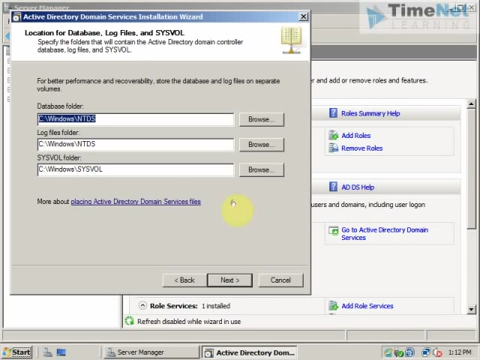 Server Manager
TimeNet
LEARNING
Active Directory Domain Services Installation Wizard
Location for Database, Log Files, and SYSVOL
Specify the folders that will contain the Active Directory domain controller
database, log files, and SYSVOL.
For better performance and recoverability, store the database and log files on separate
volumes.
Database folder:
C:\Windows\NTDS
Browse...
Log files folder:
C:\Windows\NTDS
Browse...
SYSVOL folder:
C:\Windows\SYSVOL
Browse...
More about placing Active Directory Domain Services files
< Back
Next >
Cancel
er and add or remove roles and features.
Roles Summary Help
Add Roles
Remove Roles
AD DS Help
users and domains, including user logon
Go to Active Directory Domain
Services
Role Services: 1 installed
Add Role Services
Refresh disabled while wizard in use
Start
Server Manager
Active Directory Dom...
1:12 PM